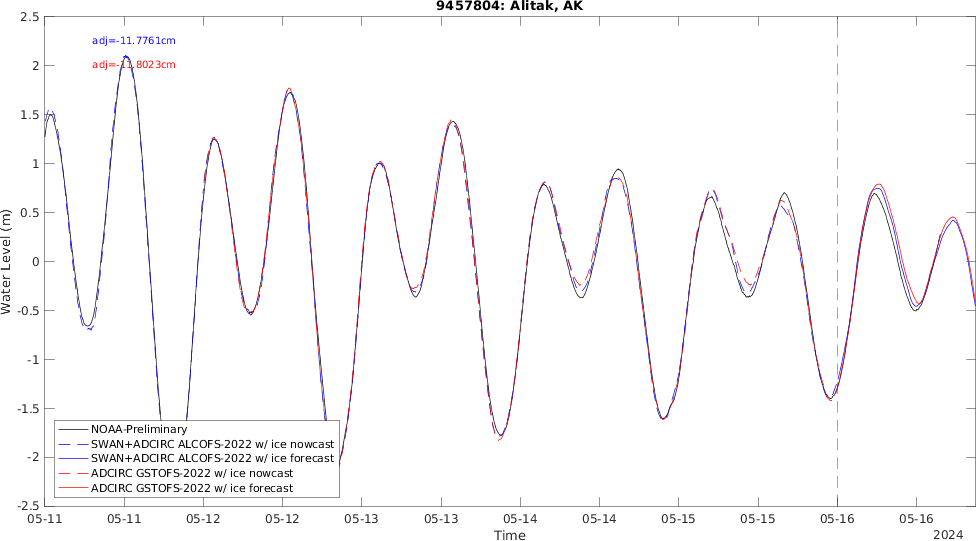 9457804: Alitak, AK
adj=-11.7761cm
adj=-11.8023cm
2.5
2
1.5
1
0.5
0
-0.5
-1
-1.5
-2
-2.5
Water Level (m)
NOAA-Preliminary
SWAN+ADCIRC ALCOFS-2022 w/ ice nowcast
SWAN+ADCIRC ALCOFS-2022 w/ ice forecast
ADCIRC GSTOFS-2022 w/ ice nowcast
ADCIRC GSTOFS-2022 w/ ice forecast
05-11 05-11 05-12 05-12 05-13 05-13 05-14 05-14 05-15 05-15 05-16 05-16
Time
2024